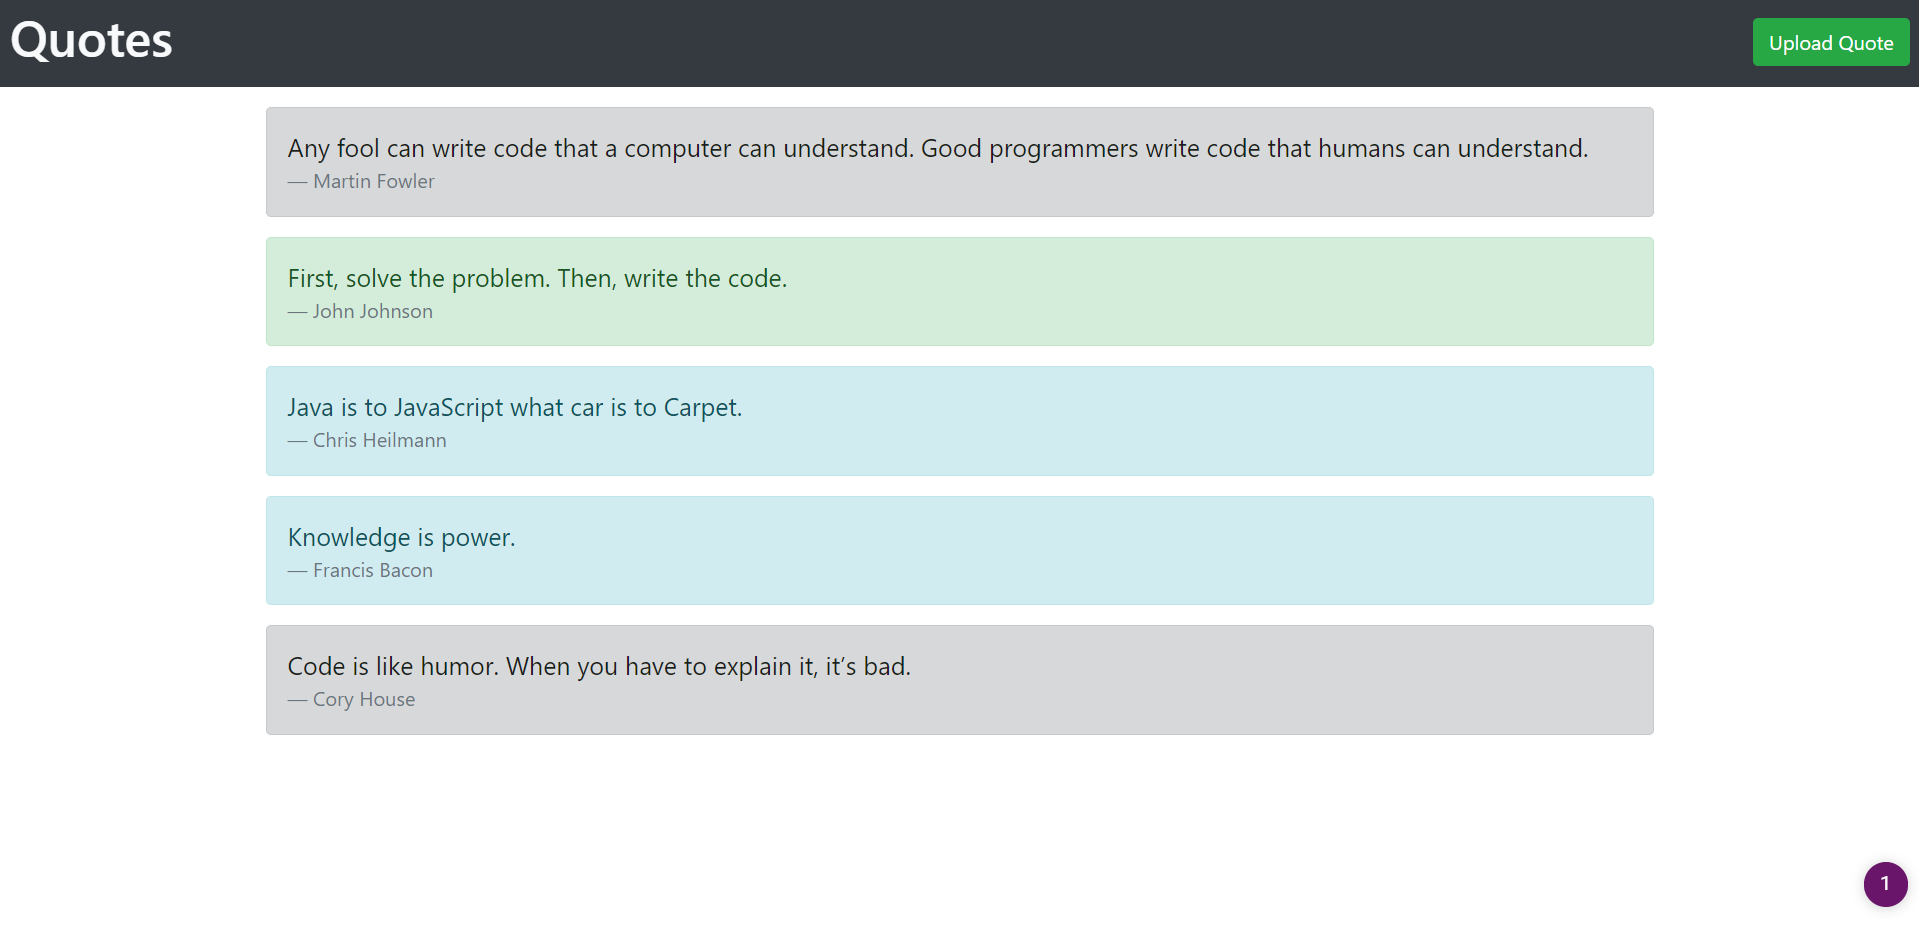 Quotes
Upload Quote
Any fool can write code that a computer can understand. Good programmers write code that humans can understand.
— Martin Fowler
First, solve the problem. Then, write the code.
— John Johnson
Java is to JavaScript what car is to Carpet.
— Chris Heilmann
Knowledge is power.
— Francis Bacon
Code is like humor. When you have to explain it, it’s bad.
— Cory House
1